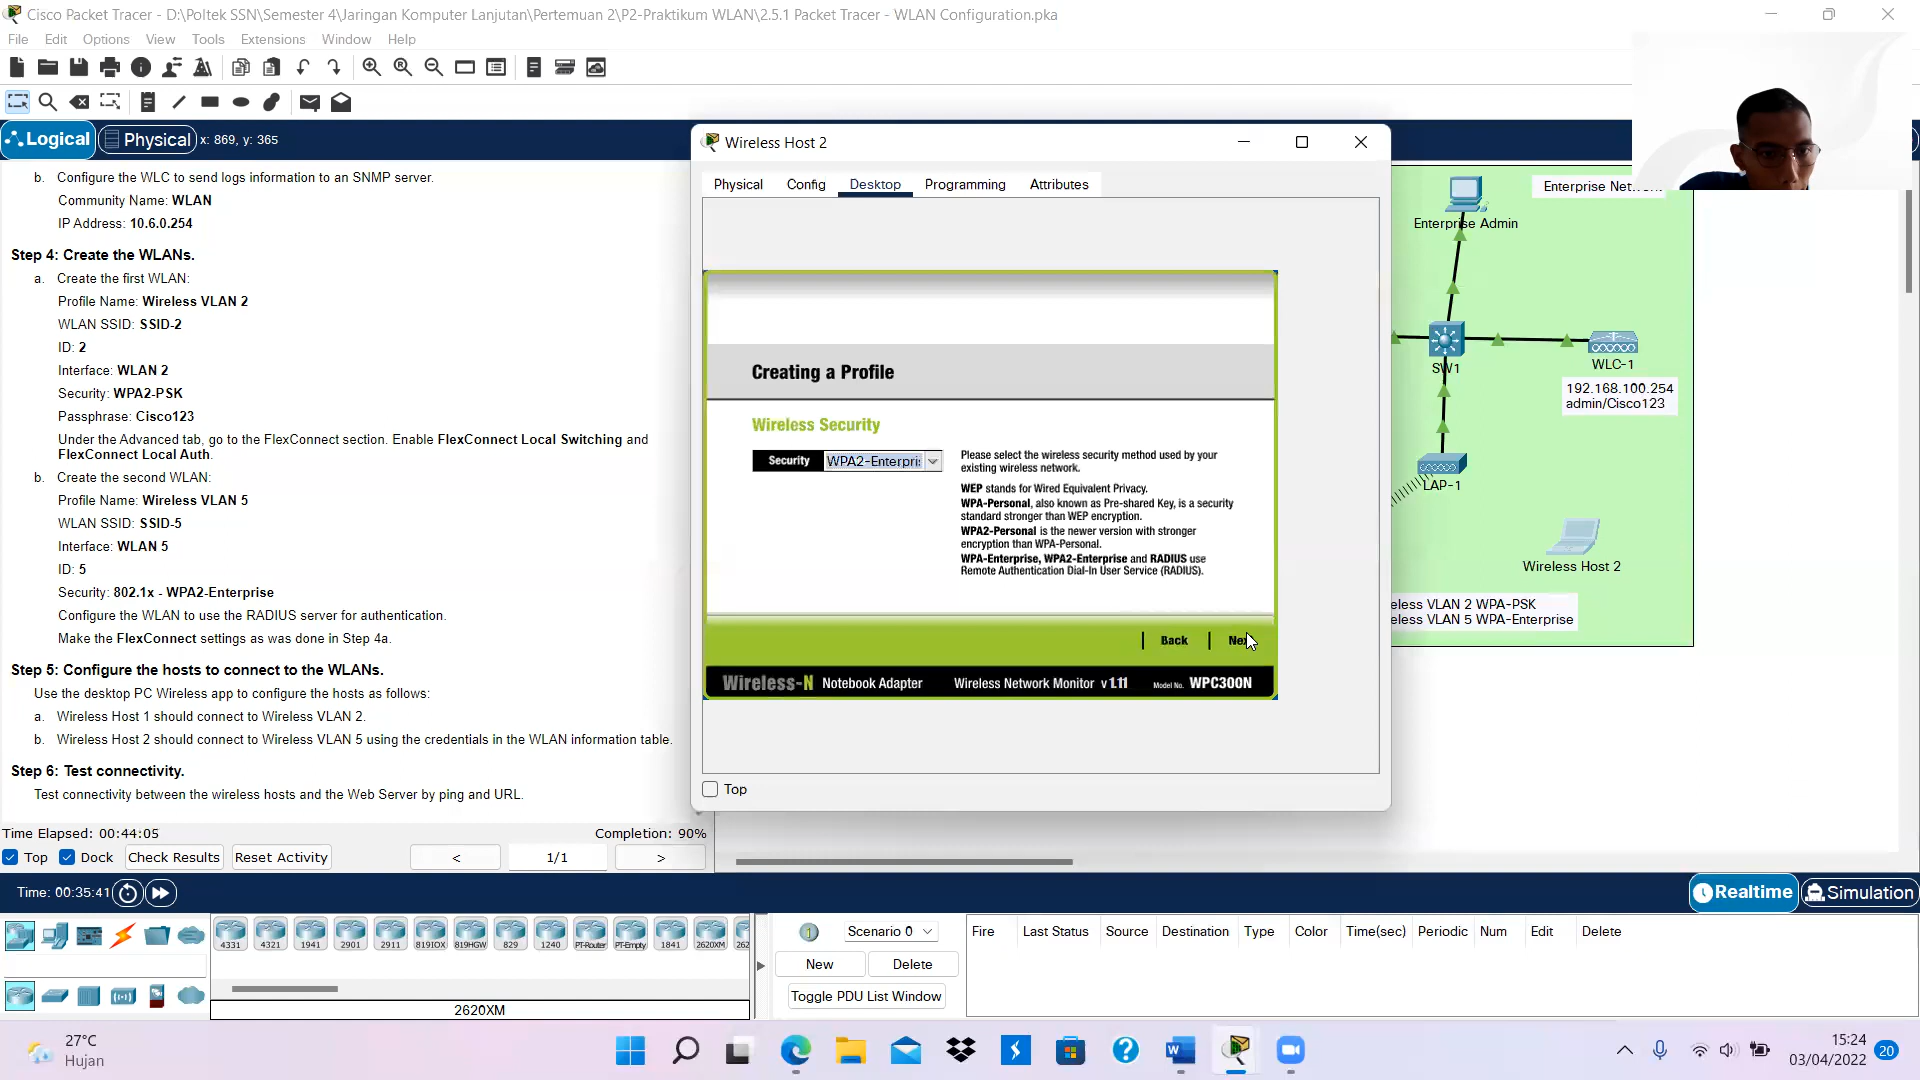 Cisco Packet Tracer - D:\Poltek SSN\Semester 4\Jaringan Komputer Lanjutan\Pertemuan 2\P2-Praktikum WLAN\2.5.1 Packet Tracer - WLAN Configuration.pka
File Edit Options View Tools Extensions Window Help
Logical Physical x: 869, y: 365
b. Configure the WLC to send logs information to an SNMP server.
Community Name: WLAN
IP Address: 10.6.0.254
Step 4: Create the WLANs.
a. Create the first WLAN:
Profile Name: Wireless VLAN 2
WLAN SSID: SSID-2
ID: 2
Interface: WLAN 2
Security: WPA2-PSK
Passphrase: Cisco123
Under the Advanced tab, go to the FlexConnect section. Enable FlexConnect Local Switching and
FlexConnect Local Auth.
b. Create the second WLAN:
Profile Name: Wireless VLAN 5
WLAN SSID: SSID-5
Interface: WLAN 5
ID: 5
Security: 802.1x - WPA2-Enterprise
Configure the WLAN to use the RADIUS server for authentication.
Make the FlexConnect settings as was done in Step 4a.
Step 5: Configure the hosts to connect to the WLANs.
Use the desktop PC Wireless app to configure the hosts as follows:
a. Wireless Host 1 should connect to Wireless VLAN 2.
b. Wireless Host 2 should connect to Wireless VLAN 5 using the credentials in the WLAN information table.
Step 6: Test connectivity.
Test connectivity between the wireless hosts and the Web Server by ping and URL.
Time Elapsed: 00:44:05 Completion: 90%
Top Dock Check Results Reset Activity < 1/1 >
Wireless Host 2
Physical Config Desktop Programming Attributes
Creating a Profile
Wireless Security
Security WPA2-Enterpri
Please select the wireless security method used by your
existing wireless network.
WEP stands for Wired Equivalent Privacy.
WPA-Personal, also known as Pre-shared Key, is a security
standard stronger than WEP encryption.
WPA2-Personal is the newer version with stronger
encryption than WPA-Personal.
WPA-Enterprise, WPA2-Enterprise and RADIUS use
Remote Authentication Dial-In User Service (RADIUS).
Back Next
Wireless-N Notebook Adapter Wireless Network Monitor v1.11 Model No. WPC300N
Top
Enterprise
Enterprise Admin
SW1
WLC-1
192.168.100.254
admin/Cisco123
LAP-1
Wireless Host 2
eless VLAN 2 WPA-PSK
eless VLAN 5 WPA-Enterprise
Time: 00:35:41
Realtime Simulation
4331 4321 1941 2901 2911 819IOX 819HGW 829 1240 PT-Router PT-Empty 1841 2620XM 262
2620XM
Scenario 0
New Delete
Toggle PDU List Window
Fire Last Status Source Destination Type Color Time(sec) Periodic Num Edit Delete
27°C
Hujan
15:24
03/04/2022
20